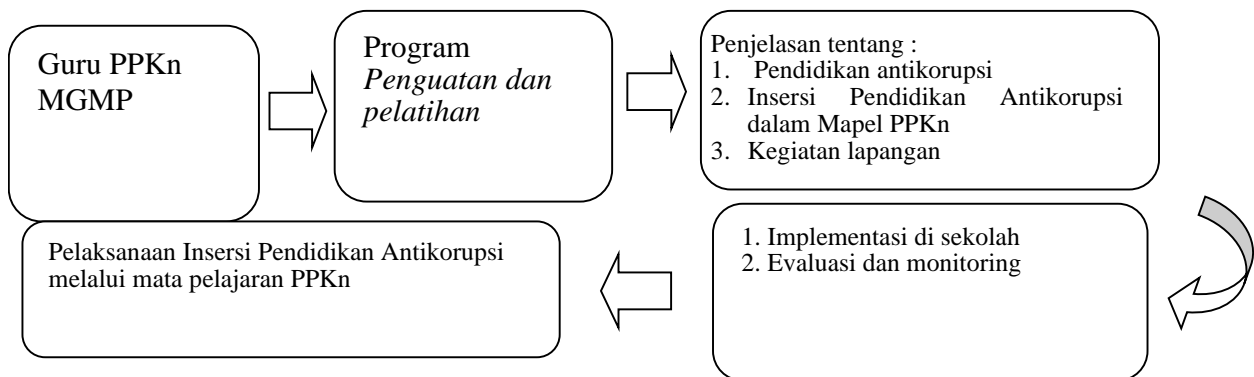 Guru PPKn
MGMP
Program
Penguatan dan
pelatihan
Penjelasan tentang :
1. Pendidikan antikorupsi
2. Insersi Pendidikan Antikorupsi
dalam Mapel PPKn
3. Kegiatan lapangan
1. Implementasi di sekolah
2. Evaluasi dan monitoring
Pelaksanaan Insersi Pendidikan Antikorupsi
melalui mata pelajaran PPKn